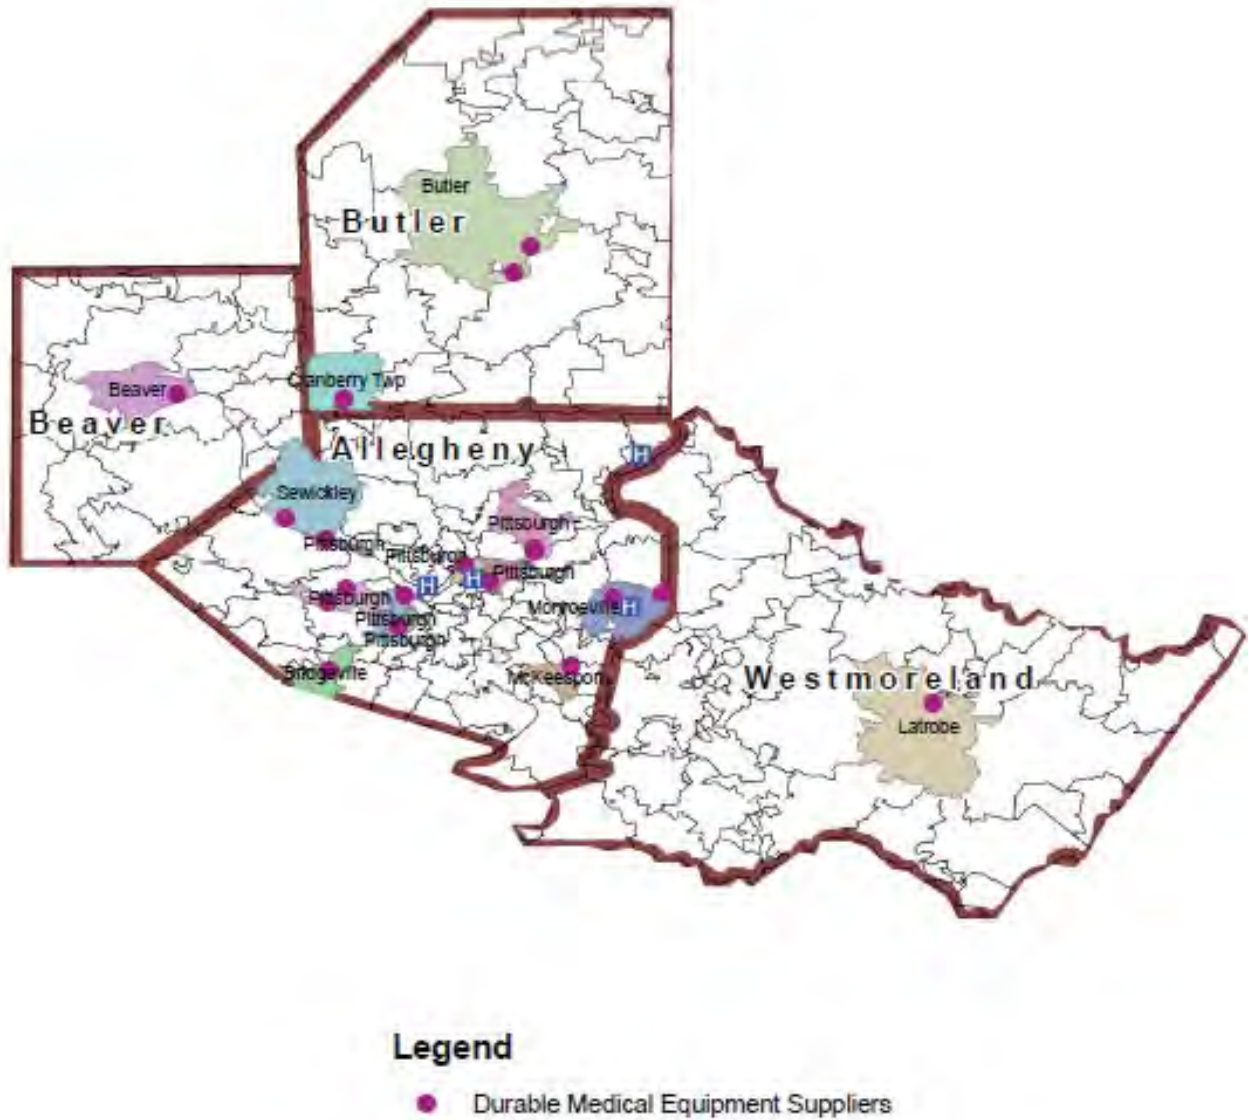 Butler
Butler
Cranberry Twp
Beaver
Beaver
Allegheny
H
Sewickley
Pittsburgh
Pittsburgh
Pittsburgh
Pittsburgh
H
H
Pittsburgh
Monroeville
H
Pittsburgh
Pittsburgh
Bridgeville
McKeesport
Westmoreland
Latrobe
Legend
Durable Medical Equipment Suppliers